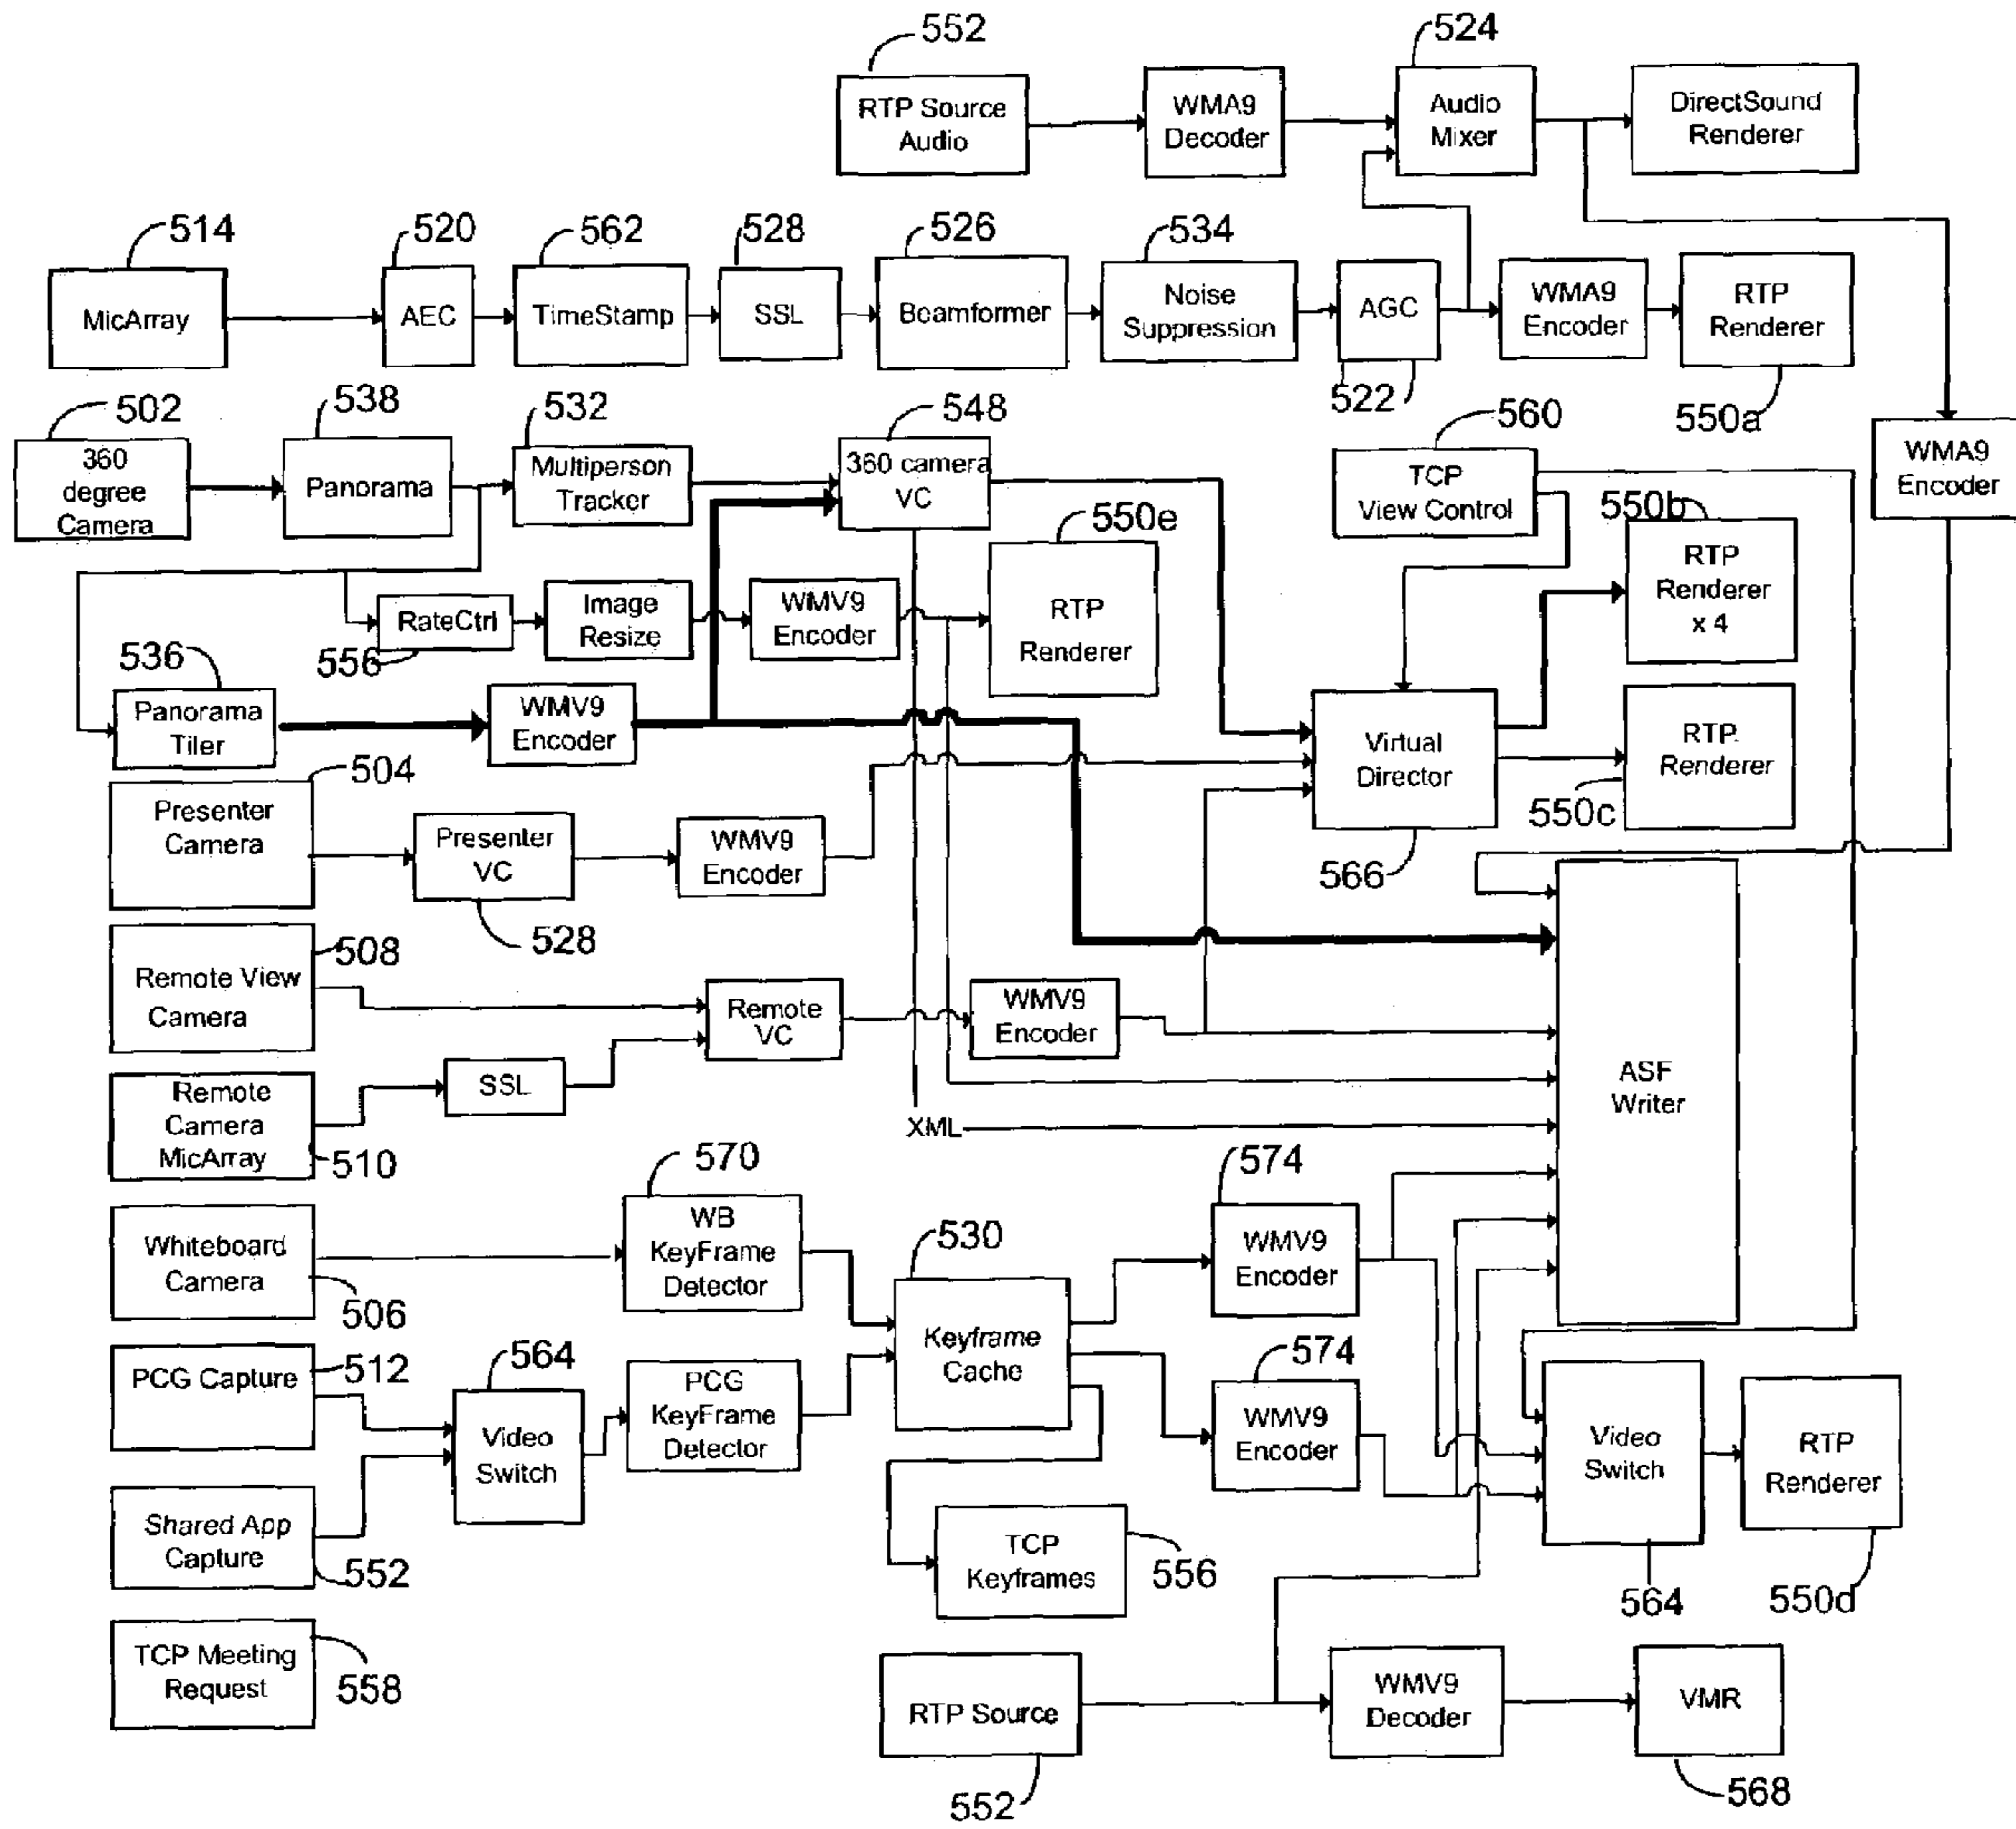 552
524
RTP Source
Audio
WMA9
Decoder
Audio
Mixer
DirectSound
Renderer
514
520
562
528
526
534
MicArray
AEC
TimeStamp
SSL
Beamformer
Noise
Suppression
AGC
WMA9
Encoder
RTP
Renderer
522
550a
502
538
532
548
560
360
degree
Camera
Panorama
Multiperson
Tracker
360 camera
VC
TCP
View Control
WMA9
Encoder
550e
550b
RateCtrl
556
Image
Resize
WMV9
Encoder
RTP
Renderer
RTP
Renderer
x 4
536
Panorama
Tiler
WMV9
Encoder
Virtual
Director
566
RTP.
Renderer
550c
504
Presenter
Camera
Presenter
VC
528
WMV9
Encoder
508
Remote View
Camera
Remote
VC
WMV9
Encoder
ASF
Writer
Remote
Camera
MicArray
510
SSL
XML
570
574
Whiteboard
Camera
506
WB
KeyFrame
Detector
530
Keyframe
Cache
WMV9
Encoder
PCG Capture
512
564
Video
Switch
PCG
KeyFrame
Detector
574
WMV9
Encoder
Video
Switch
564
RTP
Renderer
550d
Shared App
Capture
552
TCP
Keyframes
556
TCP Meeting
Request
558
RTP Source
552
WMV9
Decoder
VMR
568